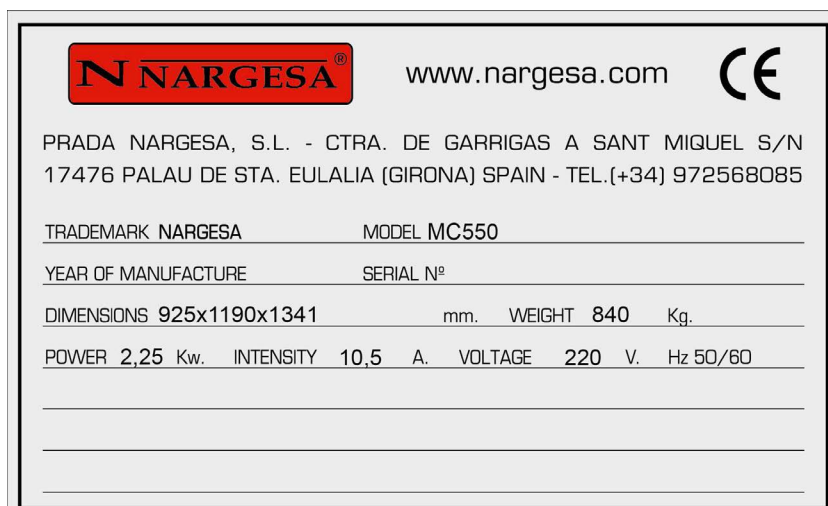 N NARGESA® www.nargesa.com CE
PRADA NARGESA, S.L. - CTRA. DE GARRIGAS A SANT MIQUEL S/N
17476 PALAU DE STA. EULALIA (GIRONA) SPAIN - TEL.(+34) 972568085
TRADEMARK NARGESA MODEL MC550
YEAR OF MANUFACTURE SERIAL Nº
DIMENSIONS 925x1190x1341 mm. WEIGHT 840 Kg.
POWER 2,25 Kw. INTENSITY 10,5 A. VOLTAGE 220 V. Hz 50/60